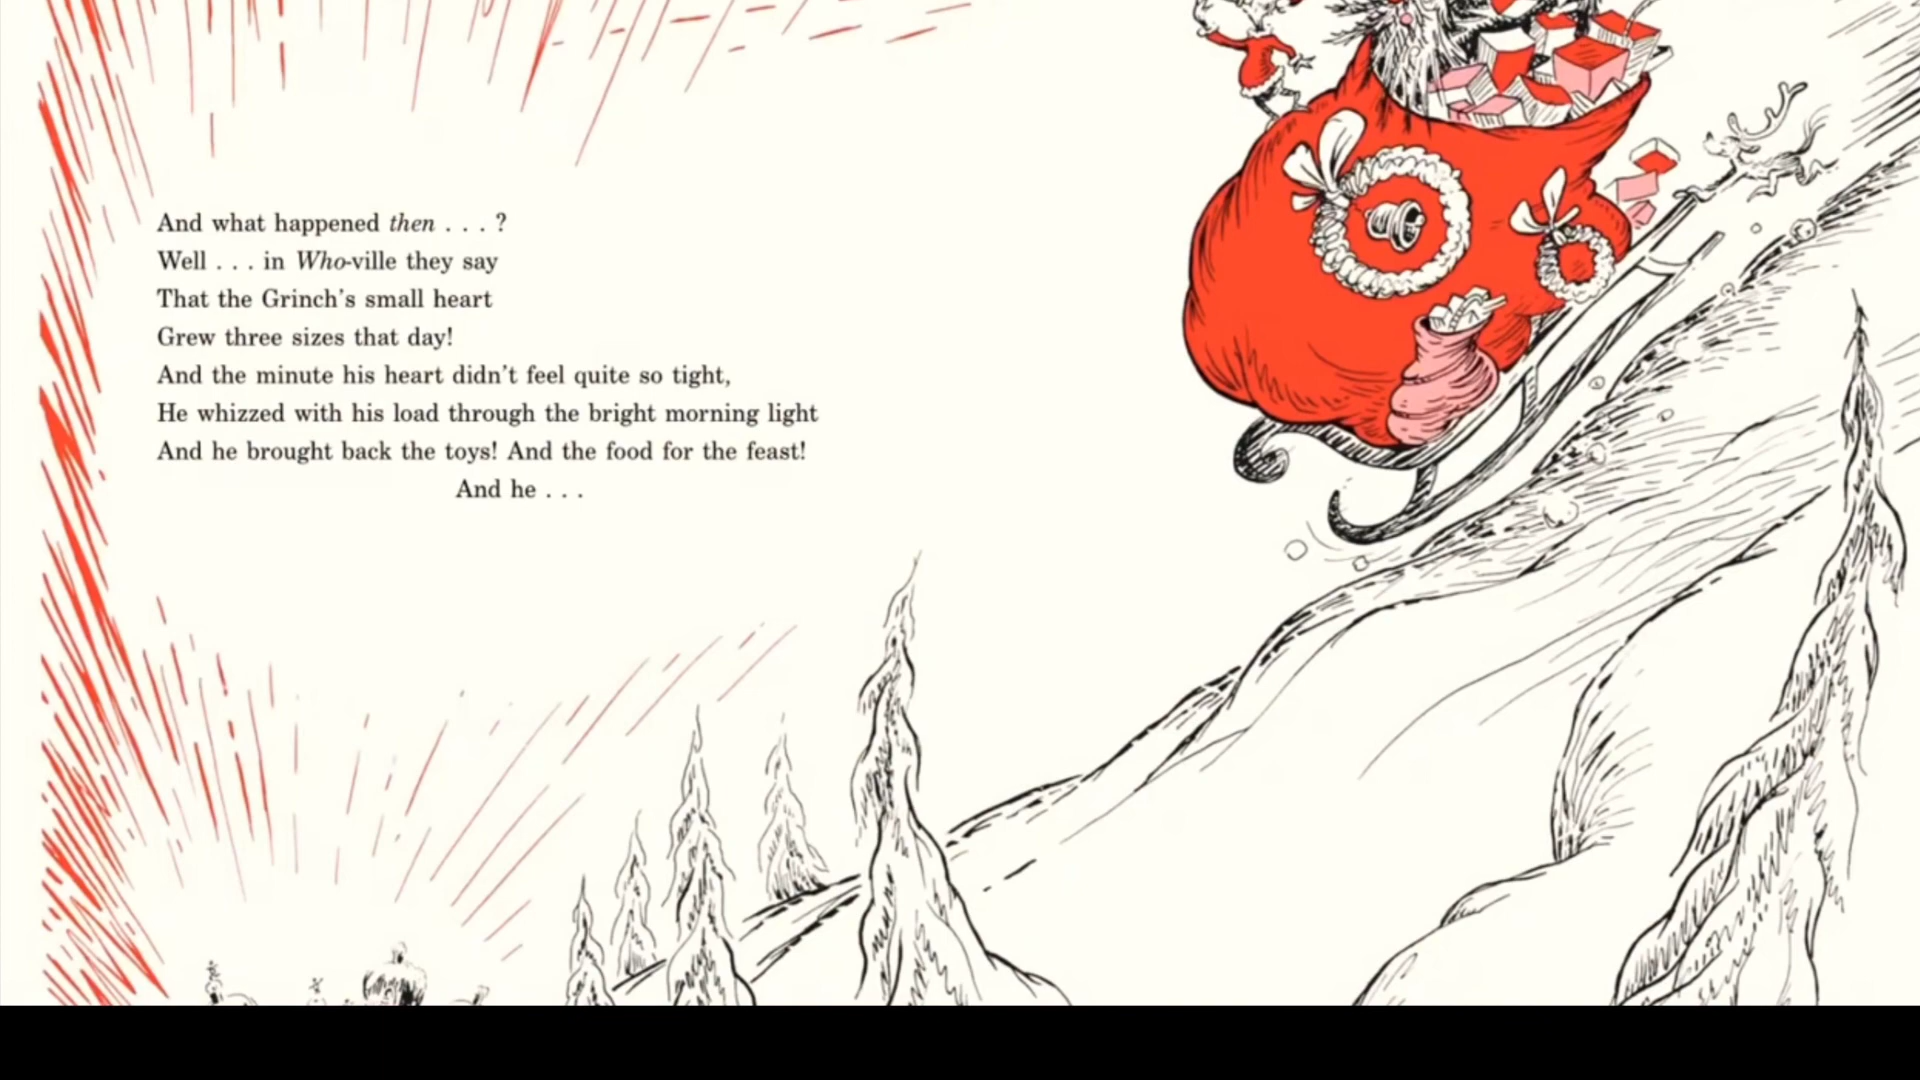 And what happened then . . . ?
Well . . . in Who-ville they say
That the Grinch’s small heart
Grew three sizes that day!
And the minute his heart didn’t feel quite so tight,
He whizzed with his load through the bright morning light
And he brought back the toys! And the food for the feast!
And he . . .